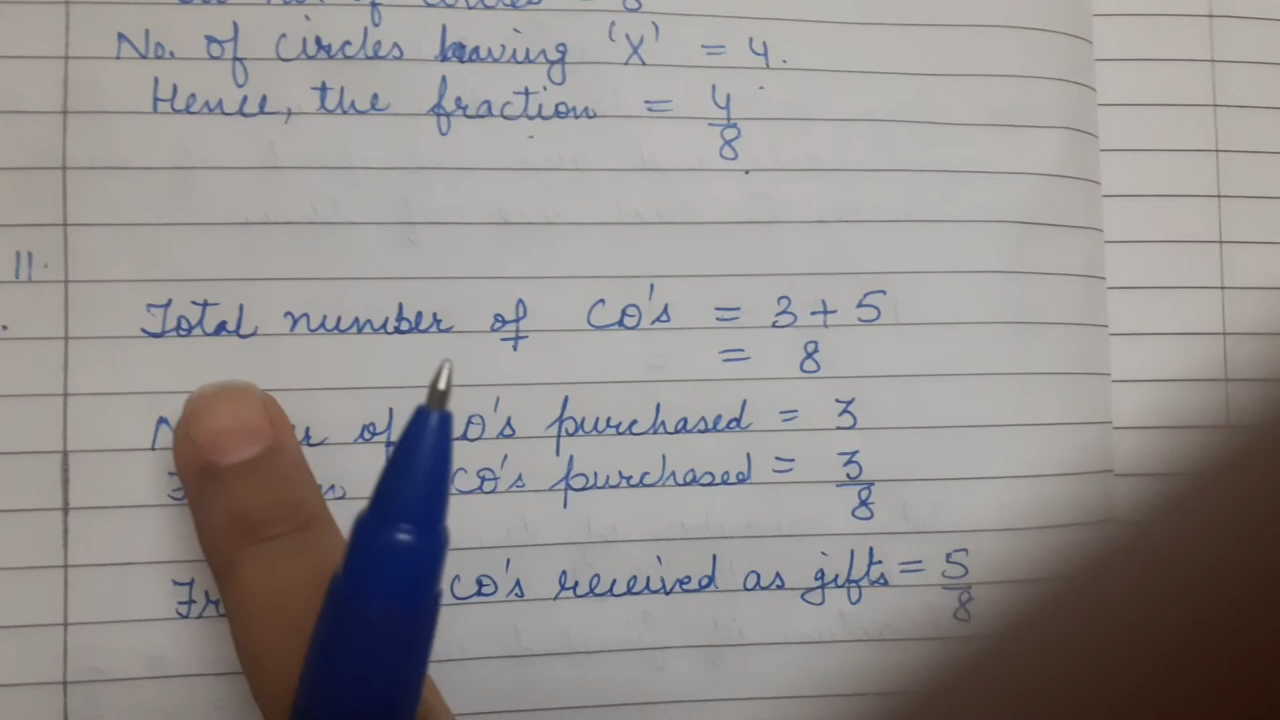 No. of circles having 'X' = 4.
Hence, the fraction = 4/8
11.
Total number of CD's = 3 + 5
= 8
of CD's purchased = 3
CD's purchased = 3/8
CD's received as gifts = 5/8